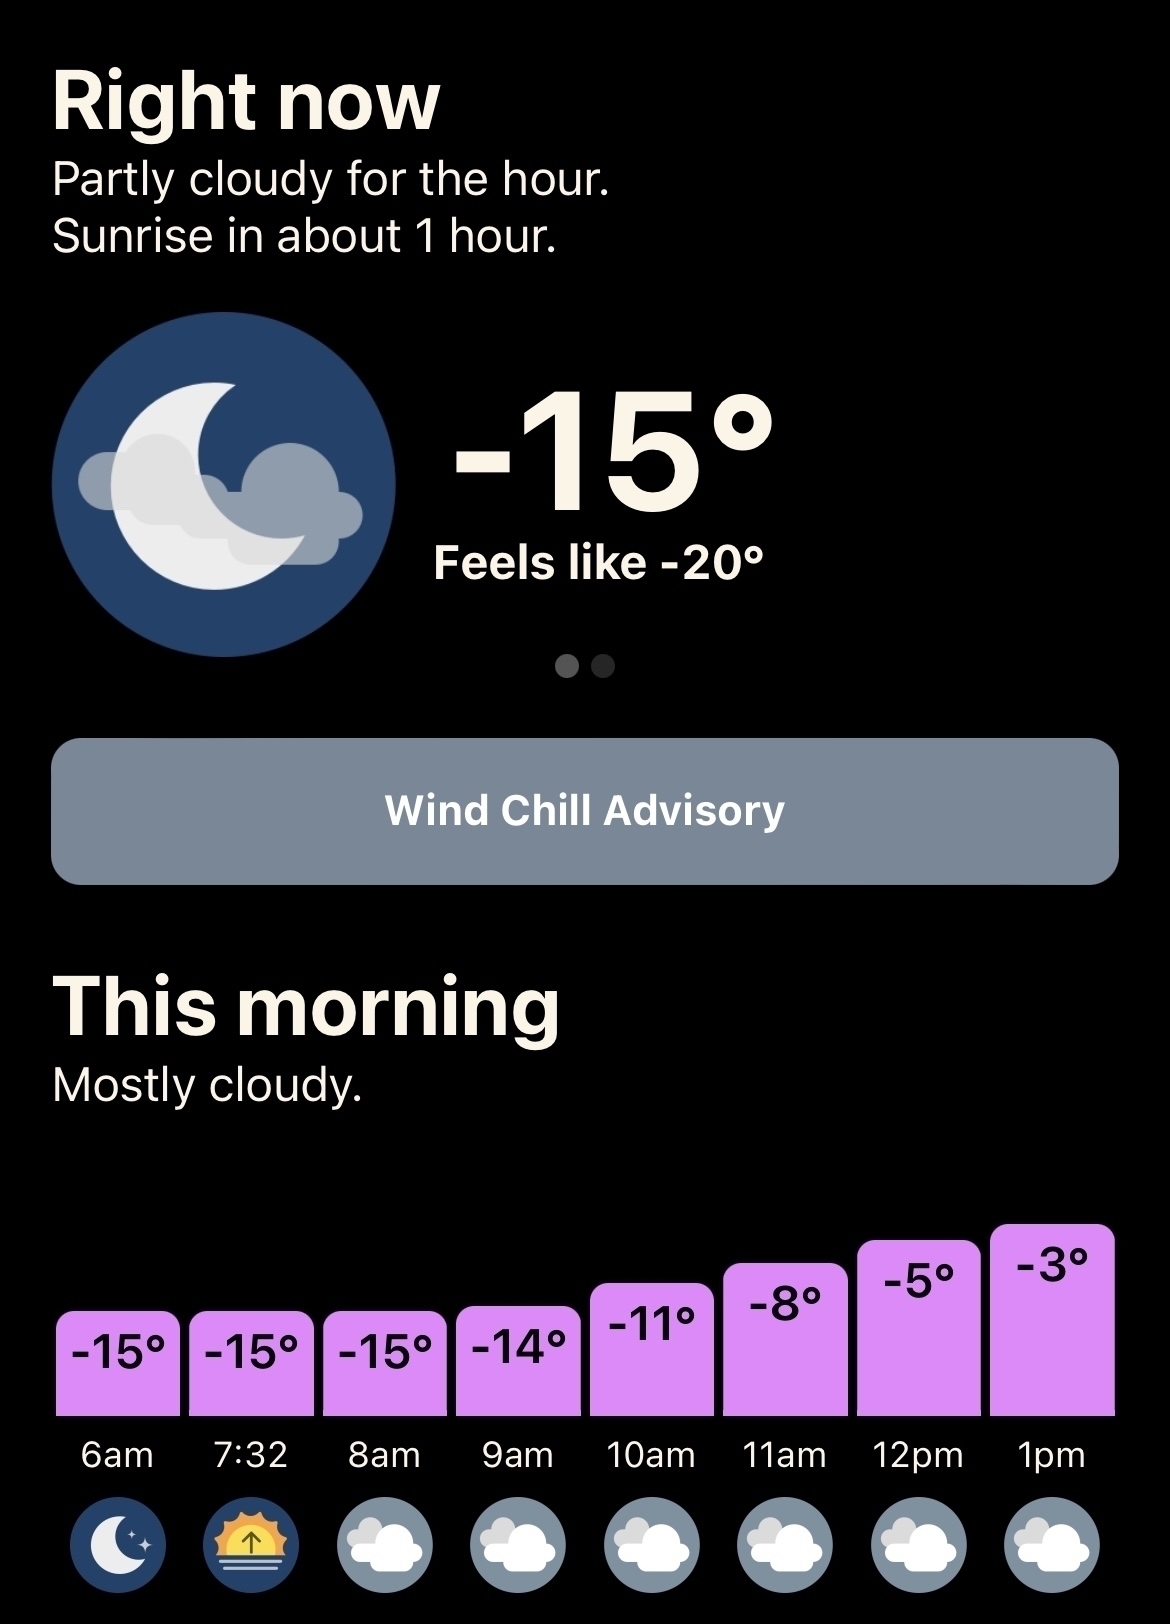 Right now
Partly cloudy for the hour.
Sunrise in about 1 hour.
-15°
Feels like -20°
Wind Chill Advisory
This morning
Mostly cloudy.
-15° -15° -15° -14° -11° -8° -5° -3°
6am 7:32 8am 9am 10am 11am 12pm 1pm